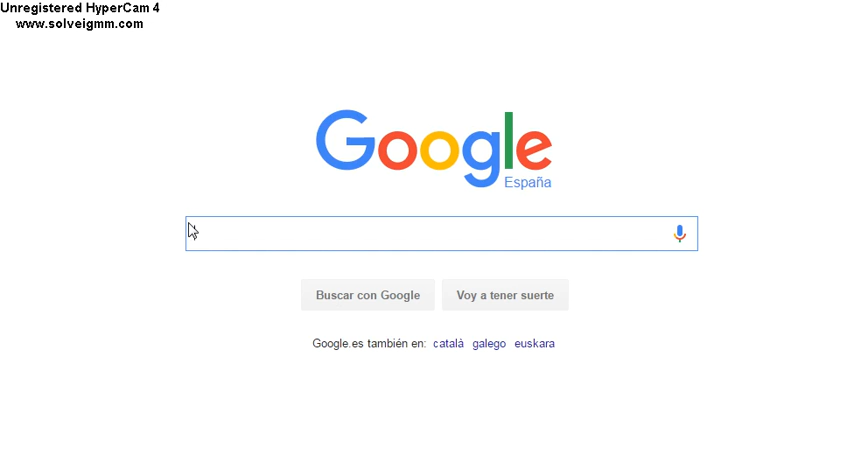 Unregistered HyperCam 4
www.solveigmm.com
Google
España
Buscar con Google
Voy a tener suerte
Google.es también en: català galego euskara